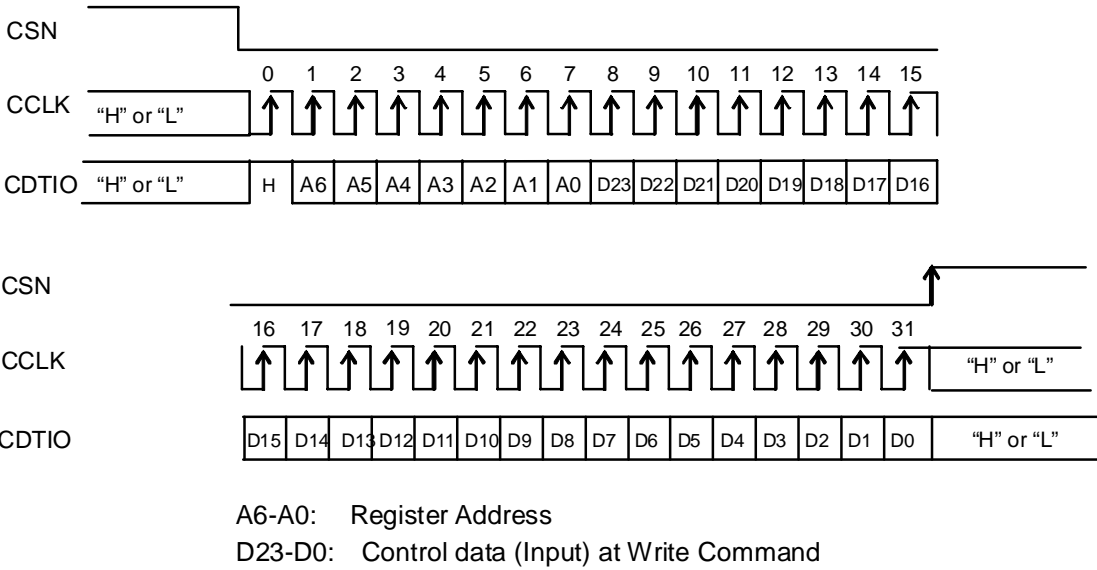 CSN
0 1 2 3 4 5 6 7 8 9 10 11 12 13 14 15
CCLK "H" or "L"
CDTIO "H" or "L" H A6 A5 A4 A3 A2 A1 A0 D23 D22 D21 D20 D19 D18 D17 D16
CSN
16 17 18 19 20 21 22 23 24 25 26 27 28 29 30 31
CCLK "H" or "L"
CDTIO D15 D14 D13 D12 D11 D10 D9 D8 D7 D6 D5 D4 D3 D2 D1 D0 "H" or "L"
A6-A0: Register Address
D23-D0: Control data (Input) at Write Command